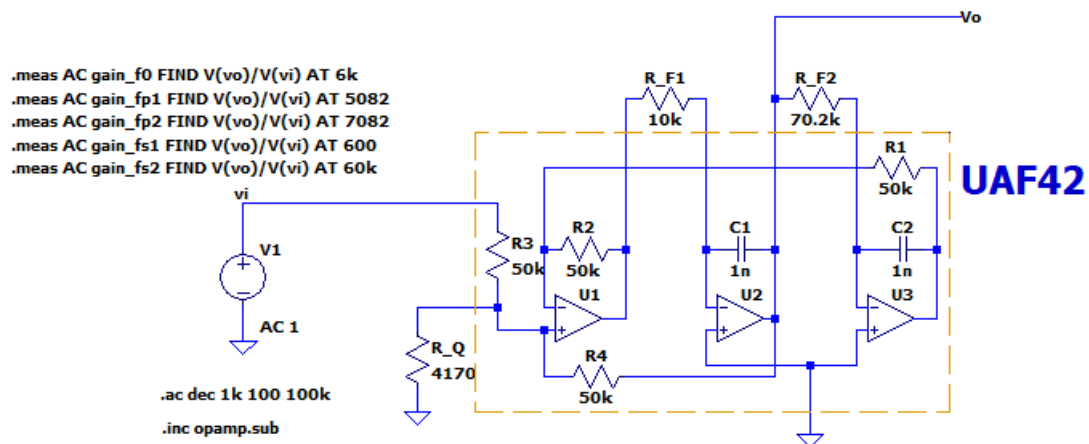 Vo
.meas AC gain_f0 FIND V(vo)/V(vi) AT 6k
.meas AC gain_fp1 FIND V(vo)/V(vi) AT 5082
.meas AC gain_fp2 FIND V(vo)/V(vi) AT 7082
.meas AC gain_fs1 FIND V(vo)/V(vi) AT 600
.meas AC gain_fs2 FIND V(vo)/V(vi) AT 60k
R_F1
10k
R_F2
70.2k
R1
50k
UAF42
vi
V1
AC 1
R3
50k
R2
50k
C1
1n
C2
1n
U1
U2
U3
R_Q
4170
R4
50k
.ac dec 1k 100 100k
.inc opamp.sub